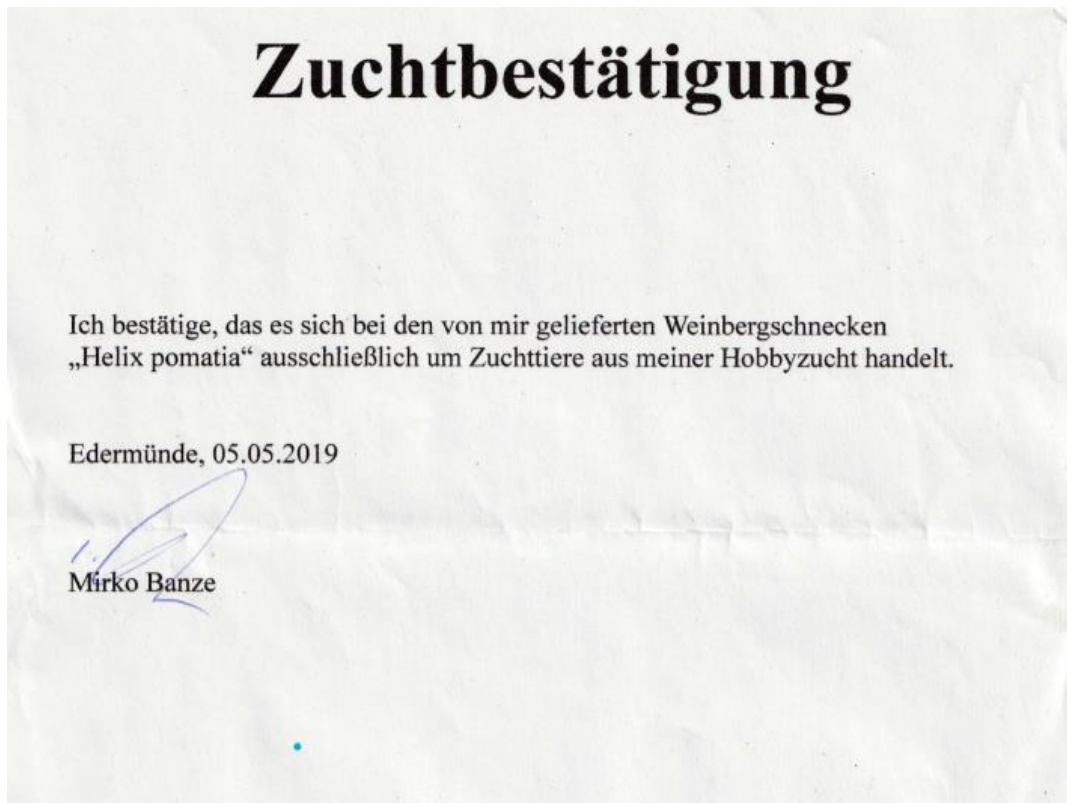 Zuchtbestätigung
Ich bestätige, das es sich bei den von mir gelieferten Weinbergschnecken
„Helix pomatia“ ausschließlich um Zuchttiere aus meiner Hobbyzucht handelt.
Edermünde, 05.05.2019
Mirko Banze